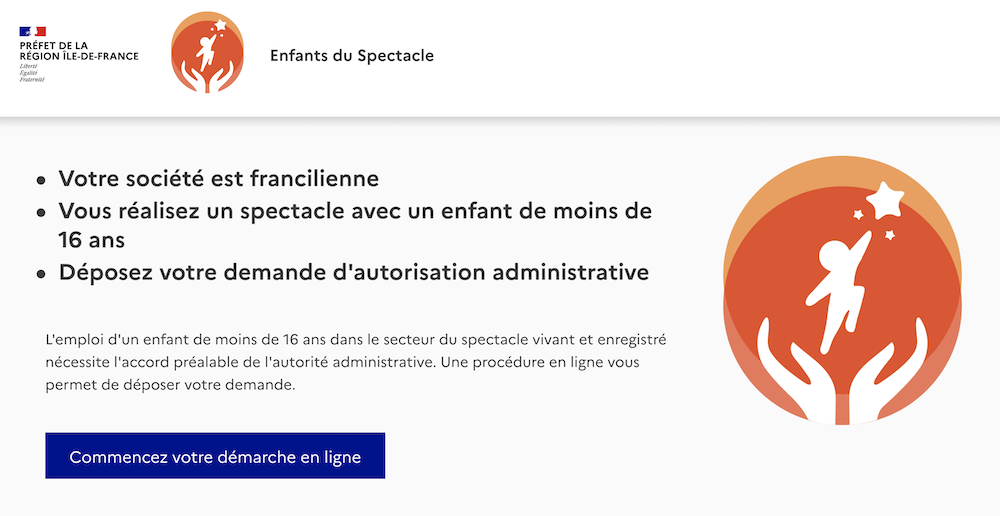 PRÉFET DE LA
RÉGION ÎLE-DE-FRANCE
Liberté
Égalité
Fraternité
Enfants du Spectacle
• Votre société est francilienne
• Vous réalisez un spectacle avec un enfant de moins de
16 ans
• Déposez votre demande d'autorisation administrative
L'emploi d'un enfant de moins de 16 ans dans le secteur du spectacle vivant et enregistré
nécessite l'accord préalable de l'autorité administrative. Une procédure en ligne vous
permet de déposer votre demande.
Commencez votre démarche en ligne